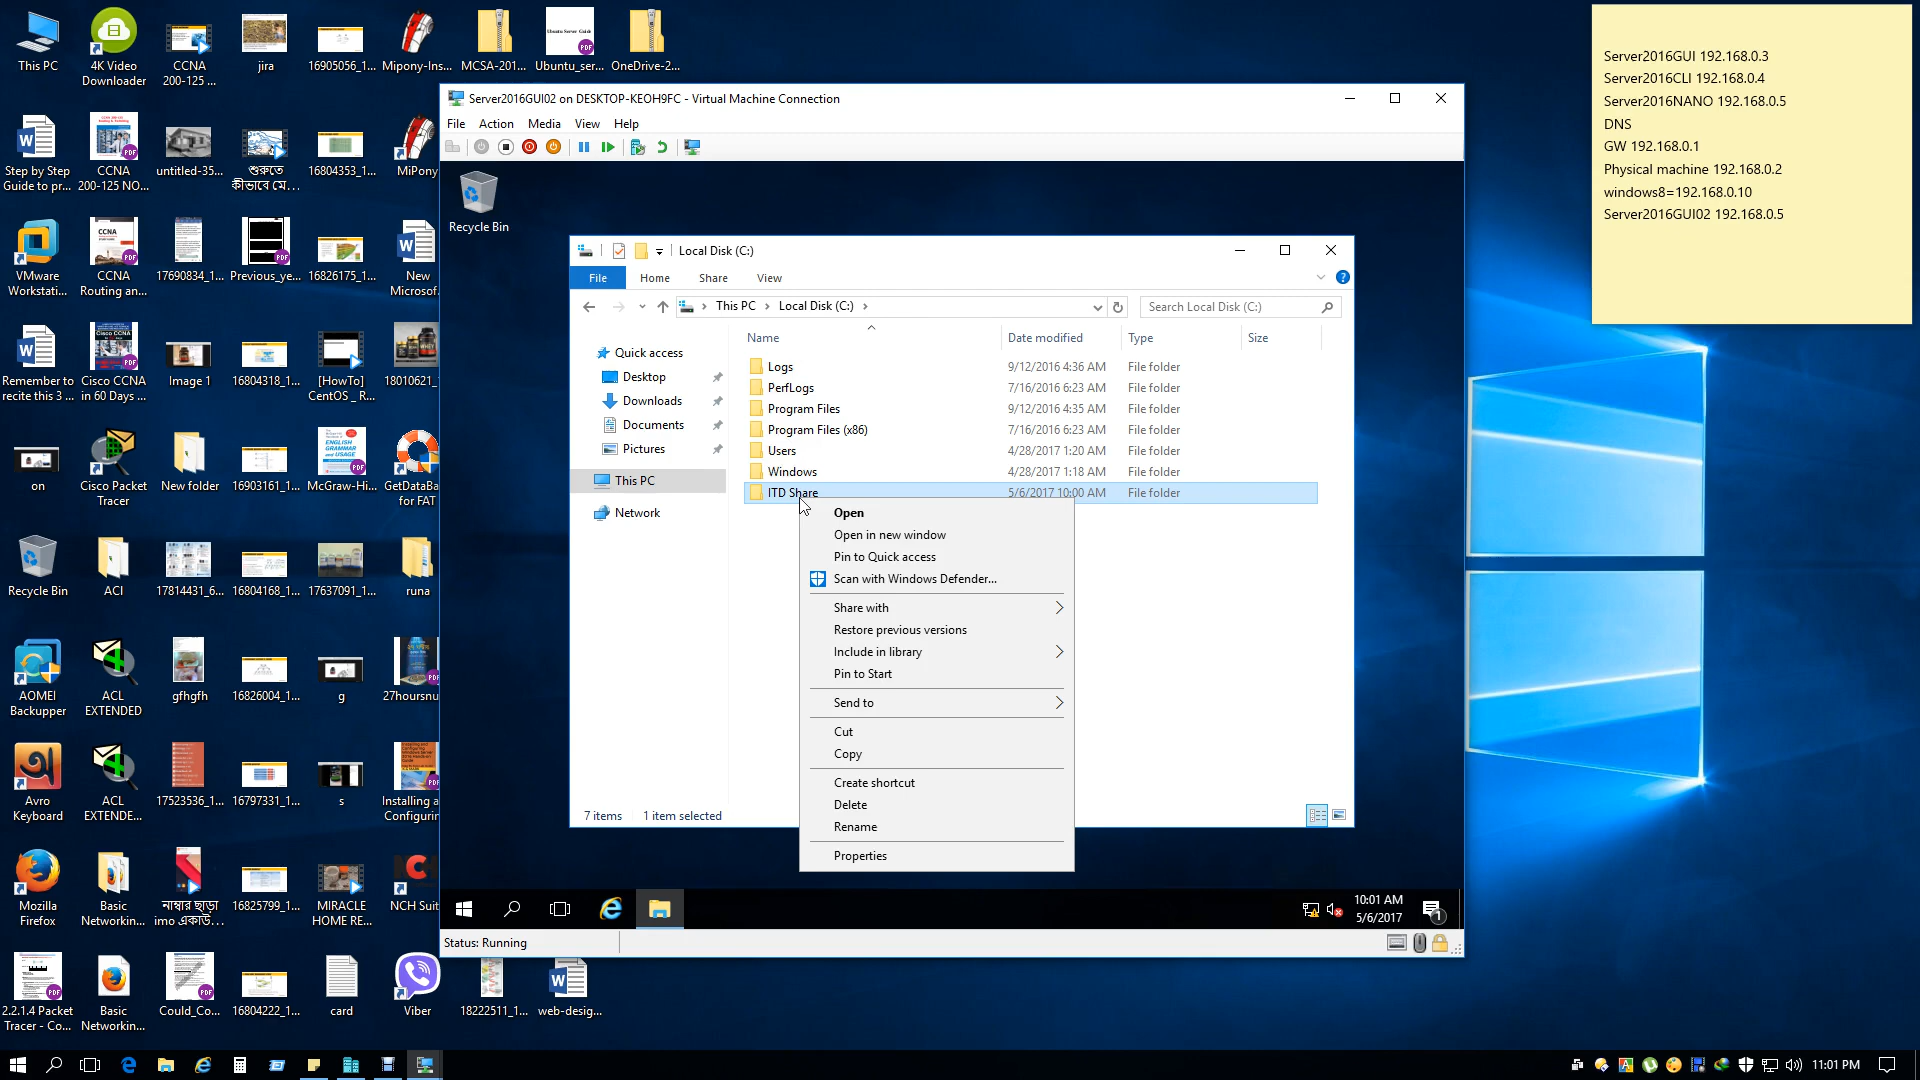 This PC
4K Video
Downloader
CCNA
200-125 ...
jira
16905056_1...
Mipony-Ins...
MCSA-201...
Ubuntu_ser...
OneDrive-2...
Ubuntu Server Guide
Step by Step
Guide to pr...
CCNA
200-125 NO...
untitled-35...
শুরুতে
কীভাবে মে...
16804353_1...
MiPony
VMware
Workstati...
CCNA
Routing an...
17690834_1...
Previous_ye...
16826175_1...
New
Microsof
Remember to
recite this 3 ...
Cisco CCNA
in 60 Days ...
Image 1
16804318_1...
[HowTo]
CentOS _ R...
18010621_1
on
Cisco Packet
Tracer
New folder
16903161_1...
McGraw-Hi...
GetDataBa
for FAT
Recycle Bin
ACI
17814431_6...
16804168_1...
17637091_1...
runa
AOMEI
Backupper
ACL
EXTENDED
gfhgfh
16826004_1...
g
27hoursnu
Avro
Keyboard
ACL
EXTENDE...
17523536_1...
16797331_1...
s
Installing a
Configurin
Mozilla
Firefox
Basic
Networkin...
নাম্বার ছাড়া
imo একাউ...
16825799_1...
MIRACLE
HOME RE...
NCH Suit
2.2.1.4 Packet
Tracer - Co...
Basic
Networkin...
Could_Co...
16804222_1...
card
Viber
18222511_1...
web-desig...
Server2016GUI02 on DESKTOP-KEOH9FC - Virtual Machine Connection
File Action Media View Help
Recycle Bin
Local Disk (C:)
File Home Share View
This PC > Local Disk (C:) >
Search Local Disk (C:)
Name Date modified Type Size
Quick access
Desktop
Downloads
Documents
Pictures
This PC
Network
Logs 9/12/2016 4:36 AM File folder
PerfLogs 7/16/2016 6:23 AM File folder
Program Files 9/12/2016 4:35 AM File folder
Program Files (x86) 7/16/2016 6:23 AM File folder
Users 4/28/2017 1:20 AM File folder
Windows 4/28/2017 1:18 AM File folder
ITD Share 5/6/2017 10:00 AM File folder
Open
Open in new window
Pin to Quick access
Scan with Windows Defender...
Share with
Restore previous versions
Include in library
Pin to Start
Send to
Cut
Copy
Create shortcut
Delete
Rename
Properties
7 items 1 item selected
10:01 AM
5/6/2017
1
Status: Running
Server2016GUI 192.168.0.3
Server2016CLI 192.168.0.4
Server2016NANO 192.168.0.5
DNS
GW 192.168.0.1
Physical machine 192.168.0.2
windows8=192.168.0.10
Server2016GUI02 192.168.0.5
11:01 PM